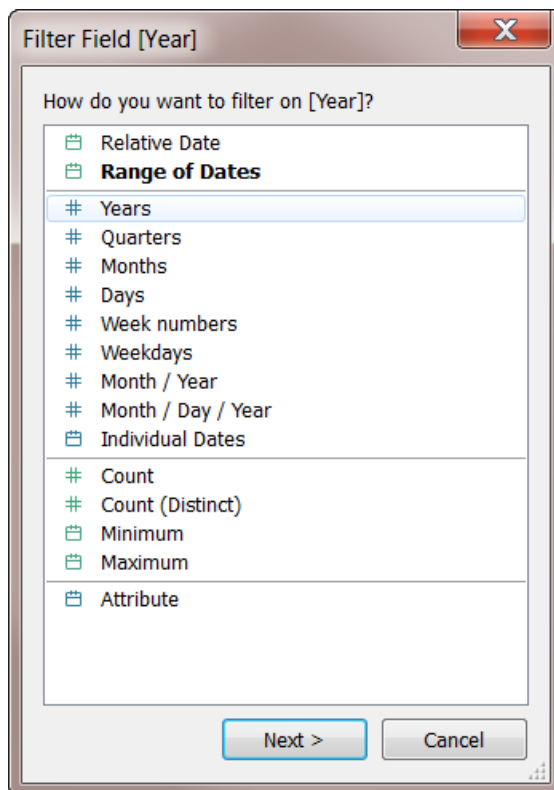 Filter Field [Year]
How do you want to filter on [Year]?
Relative Date
Range of Dates
Years
Quarters
Months
Days
Week numbers
Weekdays
Month / Year
Month / Day / Year
Individual Dates
Count
Count (Distinct)
Minimum
Maximum
Attribute
Next > Cancel